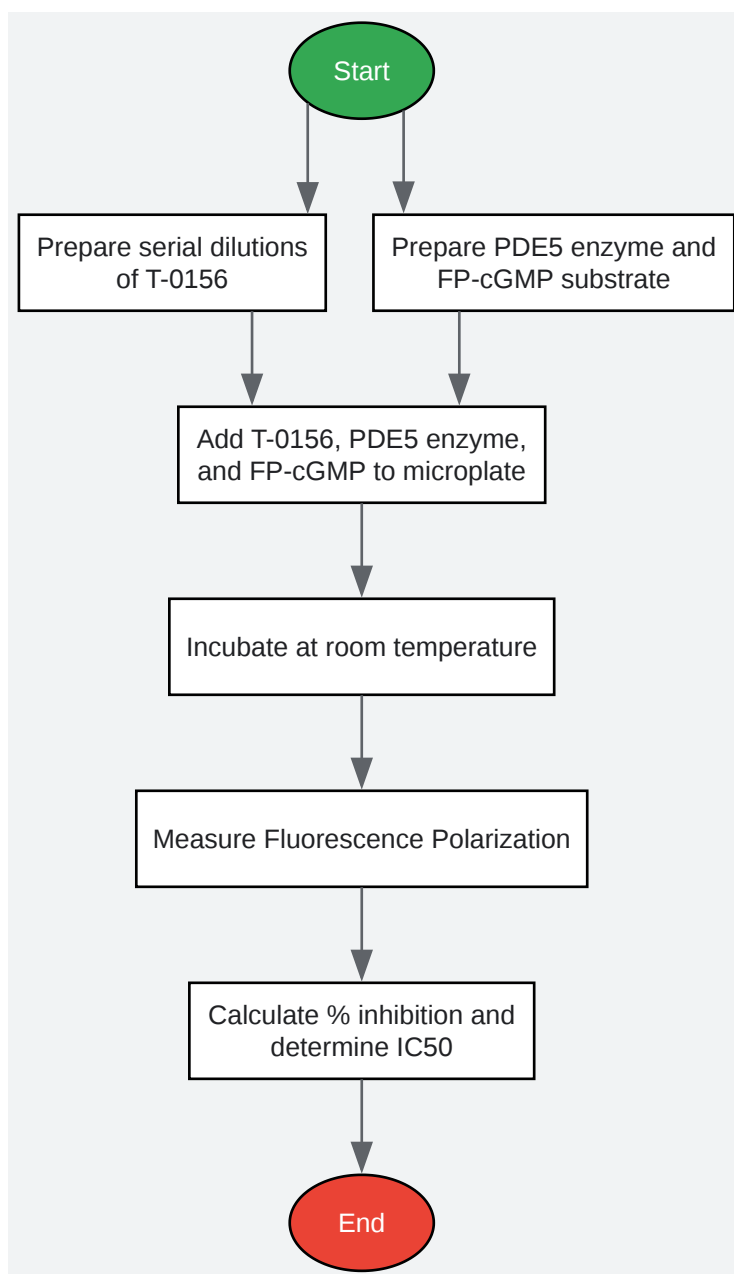 Start
Prepare serial dilutions
of T-0156
Prepare PDE5 enzyme and
FP-cGMP substrate
Add T-0156, PDE5 enzyme,
and FP-cGMP to microplate
Incubate at room temperature
Measure Fluorescence Polarization
Calculate % inhibition and
determine IC50
End